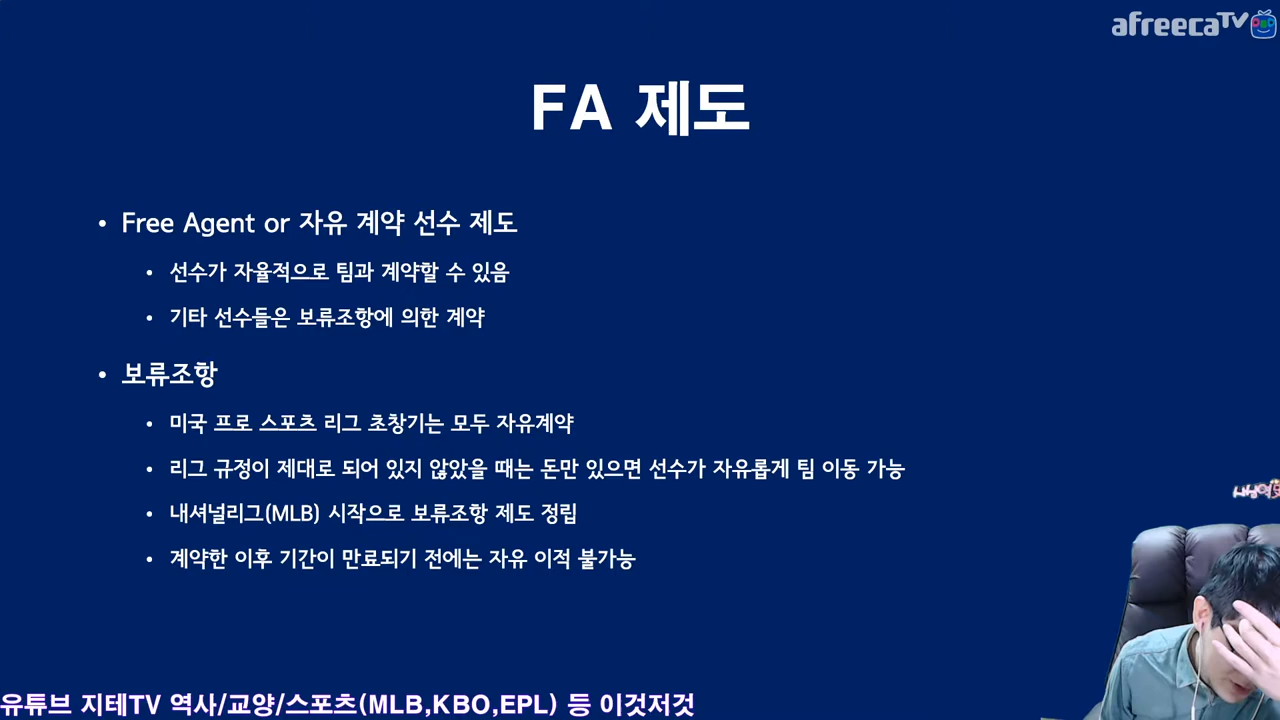 afreecaTV
FA 제도
• Free Agent or 자유 계약 선수 제도
• 선수가 자율적으로 팀과 계약할 수 있음
• 기타 선수들은 보류조항에 의한 계약
• 보류조항
• 미국 프로 스포츠 리그 초창기는 모두 자유계약
• 리그 규정이 제대로 되어 있지 않았을 때는 돈만 있으면 선수가 자유롭게 팀 이동 가능
• 내셔널리그(MLB) 시작으로 보류조항 제도 정립
• 계약한 이후 기간이 만료되기 전에는 자유 이적 불가능
유튜브 지테TV 역사/교양/스포츠(MLB,KBO,EPL) 등 이것저것